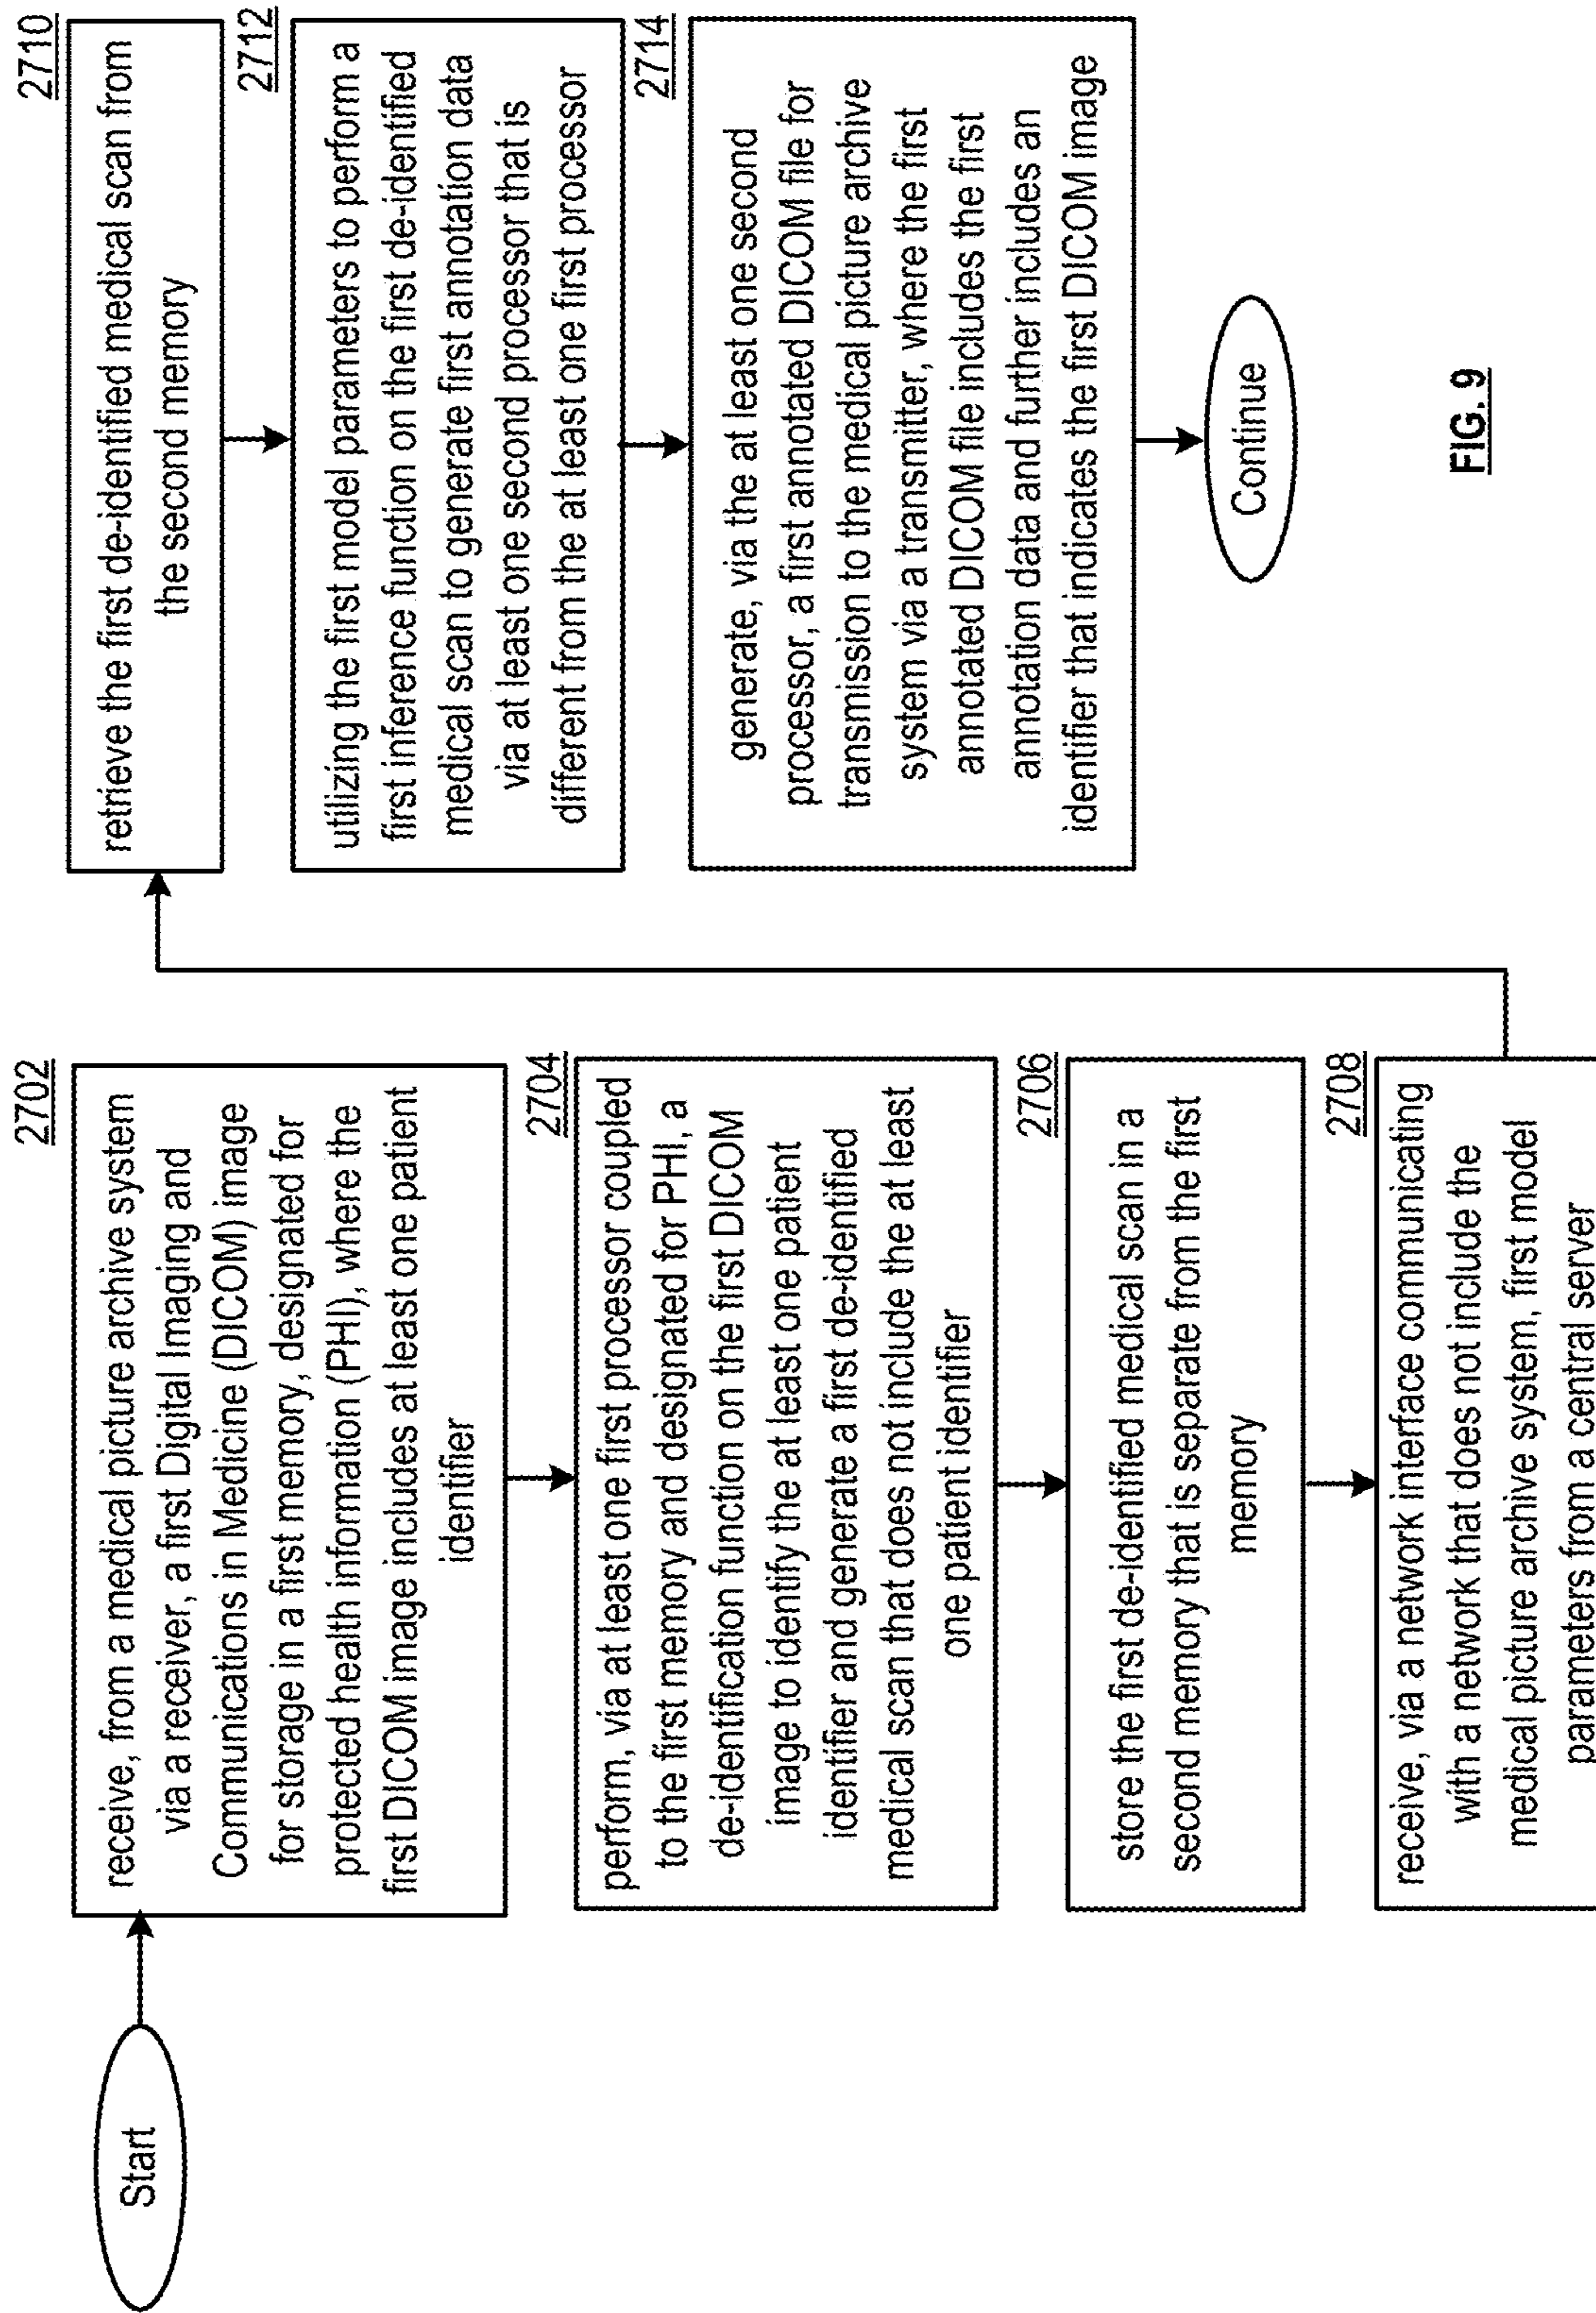 Start
2702
receive, from a medical picture archive system
via a receiver, a first Digital Imaging and
Communications in Medicine (DICOM) image
for storage in a first memory, designated for
protected health information (PHI), where the
first DICOM image includes at least one patient
identifier
2704
perform, via at least one first processor coupled
to the first memory and designated for PHI, a
de-identification function on the first DICOM
image to identify the at least one patient
identifier and generate a first de-identified
medical scan that does not include the at least
one patient identifier
2706
store the first de-identified medical scan in a
second memory that is separate from the first
memory
2708
receive, via a network interface communicating
with a network that does not include the
medical picture archive system, first model
parameters from a central server
2710
retrieve the first de-identified medical scan from
the second memory
2712
utilizing the first model parameters to perform a
first inference function on the first de-identified
medical scan to generate first annotation data
via at least one second processor that is
different from the at least one first processor
2714
generate, via the at least one second
processor, a first annotated DICOM file for
transmission to the medical picture archive
system via a transmitter, where the first
annotated DICOM file includes the first
annotation data and further includes an
identifier that indicates the first DICOM image
Continue
FIG. 9